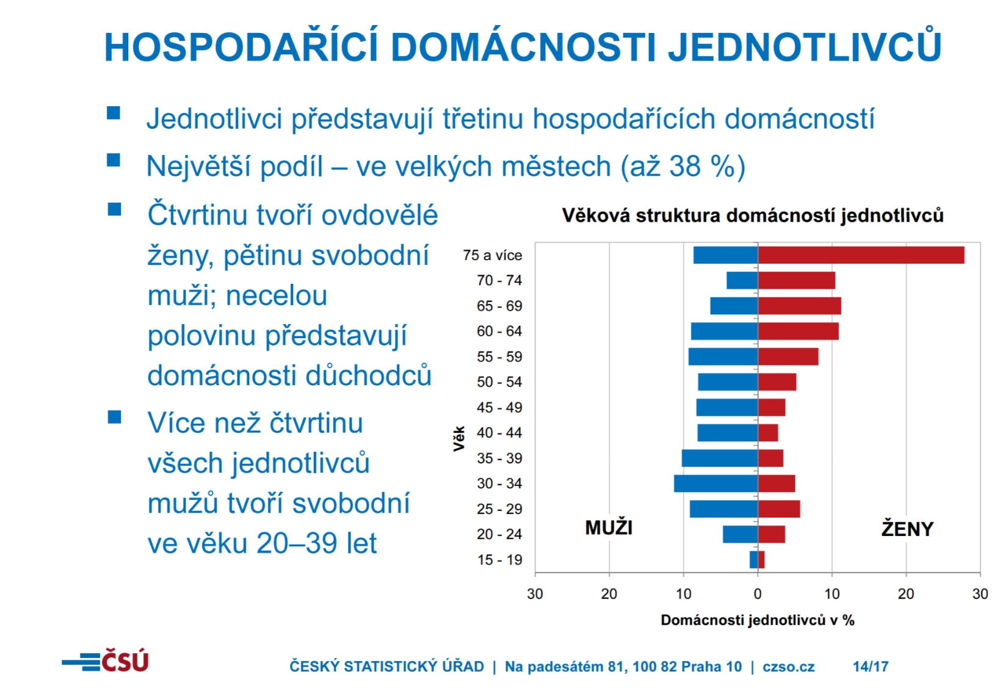 HOSPODAŘÍCÍ DOMÁCNOSTI JEDNOTLIVCŮ
Jednotlivci představují třetinu hospodařících domácností
Největší podíl – ve velkých městech (až 38 %)
Čtvrtinu tvoří ovdovělé
ženy, pětinu svobodní
muži; necelou
polovinu představují
domácnosti důchodců
Více než čtvrtinu
všech jednotlivců
mužů tvoří svobodní
ve věku 20–39 let
Věková struktura domácností jednotlivců
75 a více
70 - 74
65 - 69
60 - 64
55 - 59
50 - 54
45 - 49
40 - 44
35 - 39
30 - 34
25 - 29
20 - 24
15 - 19
Věk
MUŽI
ŽENY
30 20 10 0 10 20 30
Domácnosti jednotlivců v %
ČSÚ
ČESKÝ STATISTICKÝ ÚŘAD | Na padesátém 81, 100 82 Praha 10 | czso.cz 14/17